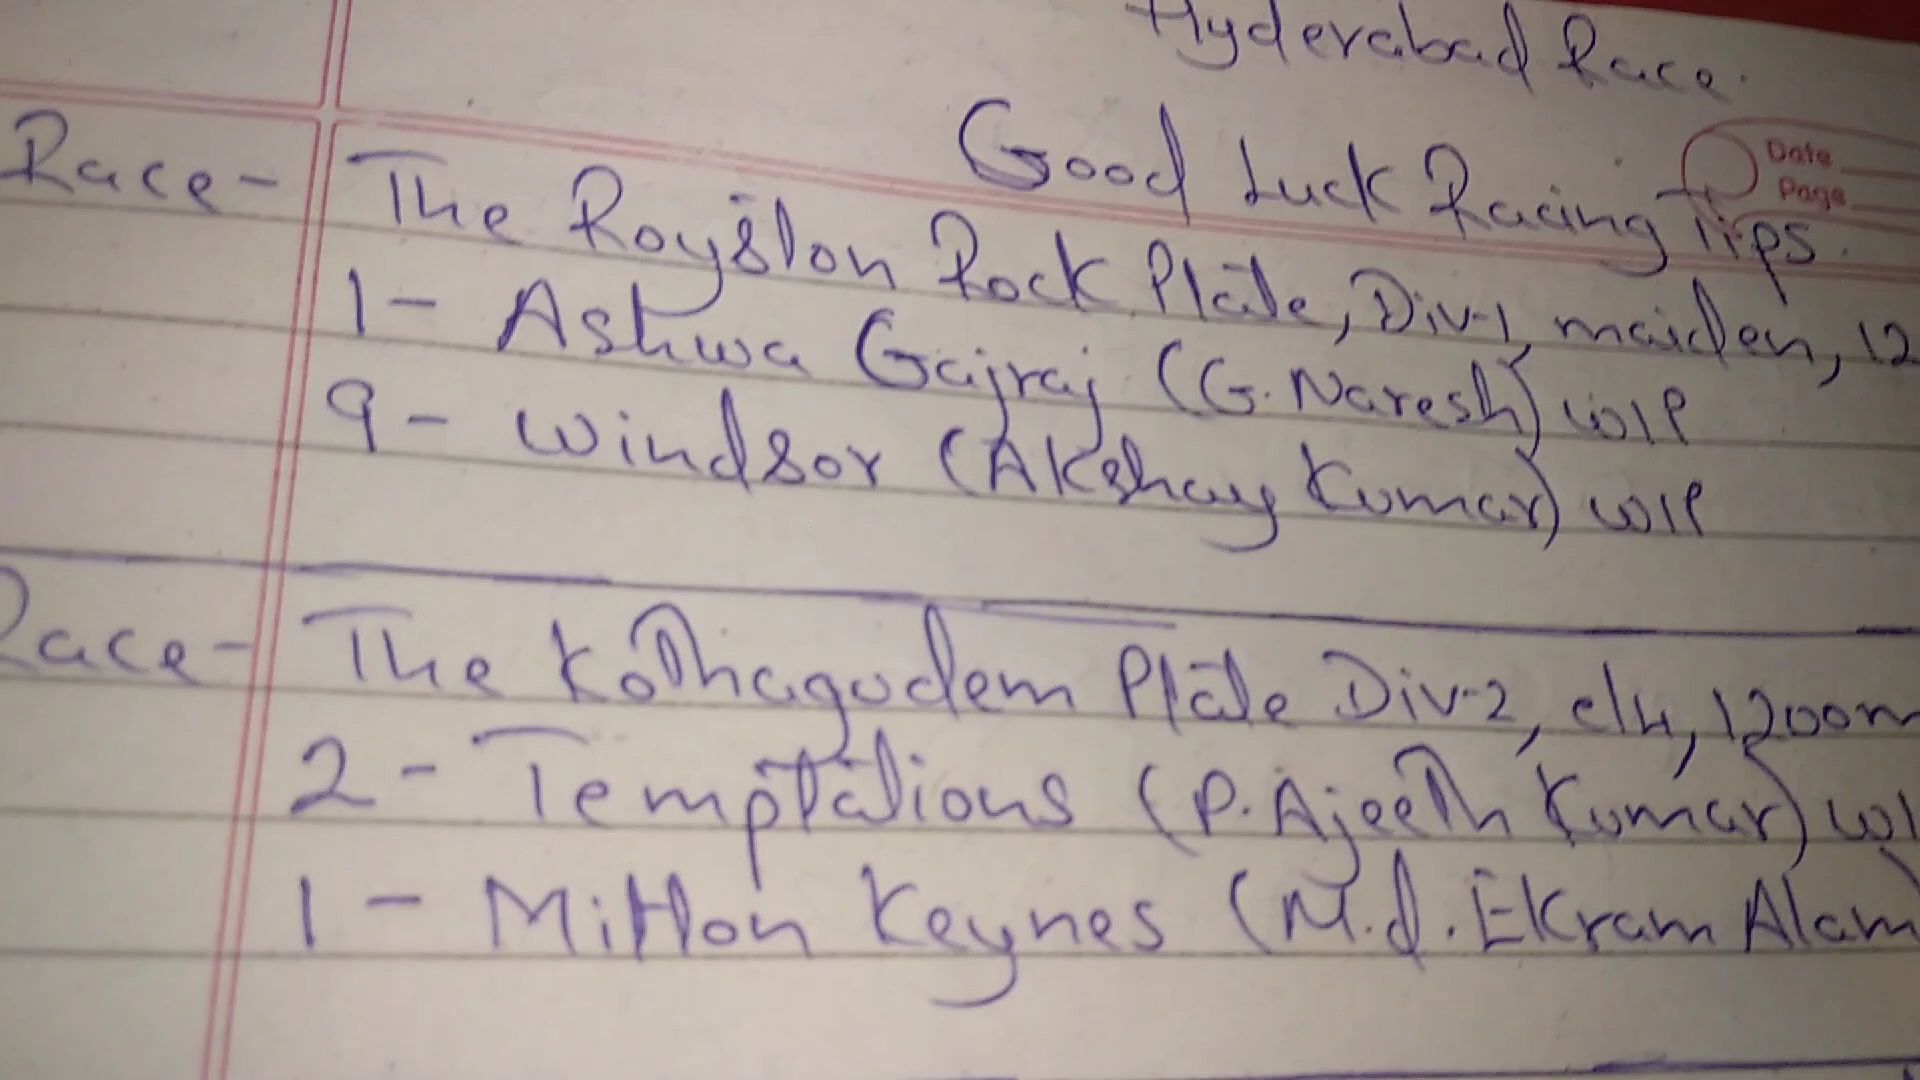 Hyderabad Race.
Good Luck Racing Tips.
Date
Page
Race- The Royston Rock Plate, Div-1, maiden, 12
1- Ashwa Gajraj (G. Naresh) W/P
9- Windsor (Akshay Kumar) W/P
Race- The Kothagudem Plate Div-2, c/4, 1200m
2- Temptations (P. Ajeeth Kumar) W/
1- Milton Keynes (M.d. Ekram Alam)